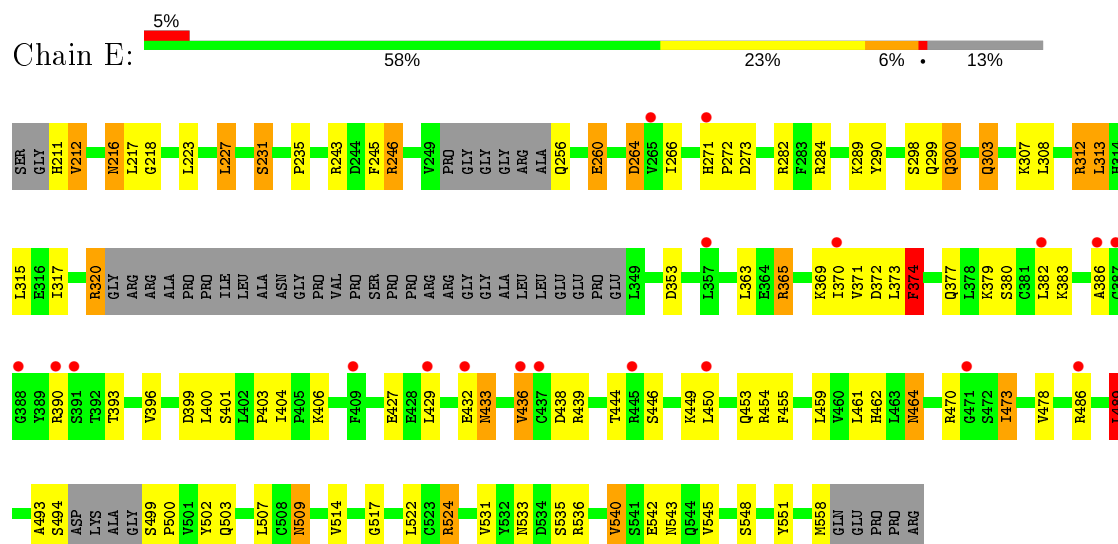 5%
Chain E:
58% 23% 6% • 13%
SER GLY H211 V212 N216 L217 G218 L223 L227 S231 P235 R243 D244 F245 R246 V249 PRO GLY GLY GLY ARG ALA Q256 E260 D264 V265 I266 H271 P272 D273 R282 F283 R284 K289 Y290 S298 Q299 Q300 Q303 K307 L308 R312 L313 H314
L315 E316 I317 R320 GLY ARG ARG ALA PRO PRO ILE LEU ALA ASN GLY PRO VAL PRO SER PRO PRO ARG ARG GLY GLY ALA LEU LEU GLU GLU PRO GLU L349 D353 L357 L363 E364 R365 K369 I370 V371 D372 L373 F374 Q377 L378 K379 S380 C381 L382 K383 A386 C387
G388 Y389 R390 S391 T392 T393 V396 D399 L400 S401 L402 P403 I404 P405 K406 F409 E427 E428 L429 E432 N433 V436 C437 D438 R439 T444 R445 S446 K449 L450 Q453 R454 F455 L459 V460 L461 H462 L463 N464 R470 G471 S472 I473 V478 R486 L489
A493 S494 ASP LYS ALA GLY S499 P500 V501 Y502 Q503 L507 C508 N509 V514 G517 L522 C523 R524 V531 Y532 N533 D534 S535 R536 V540 S541 E542 N543 Q544 V545 S548 Y551 M558 GLN GLU PRO PRO ARG